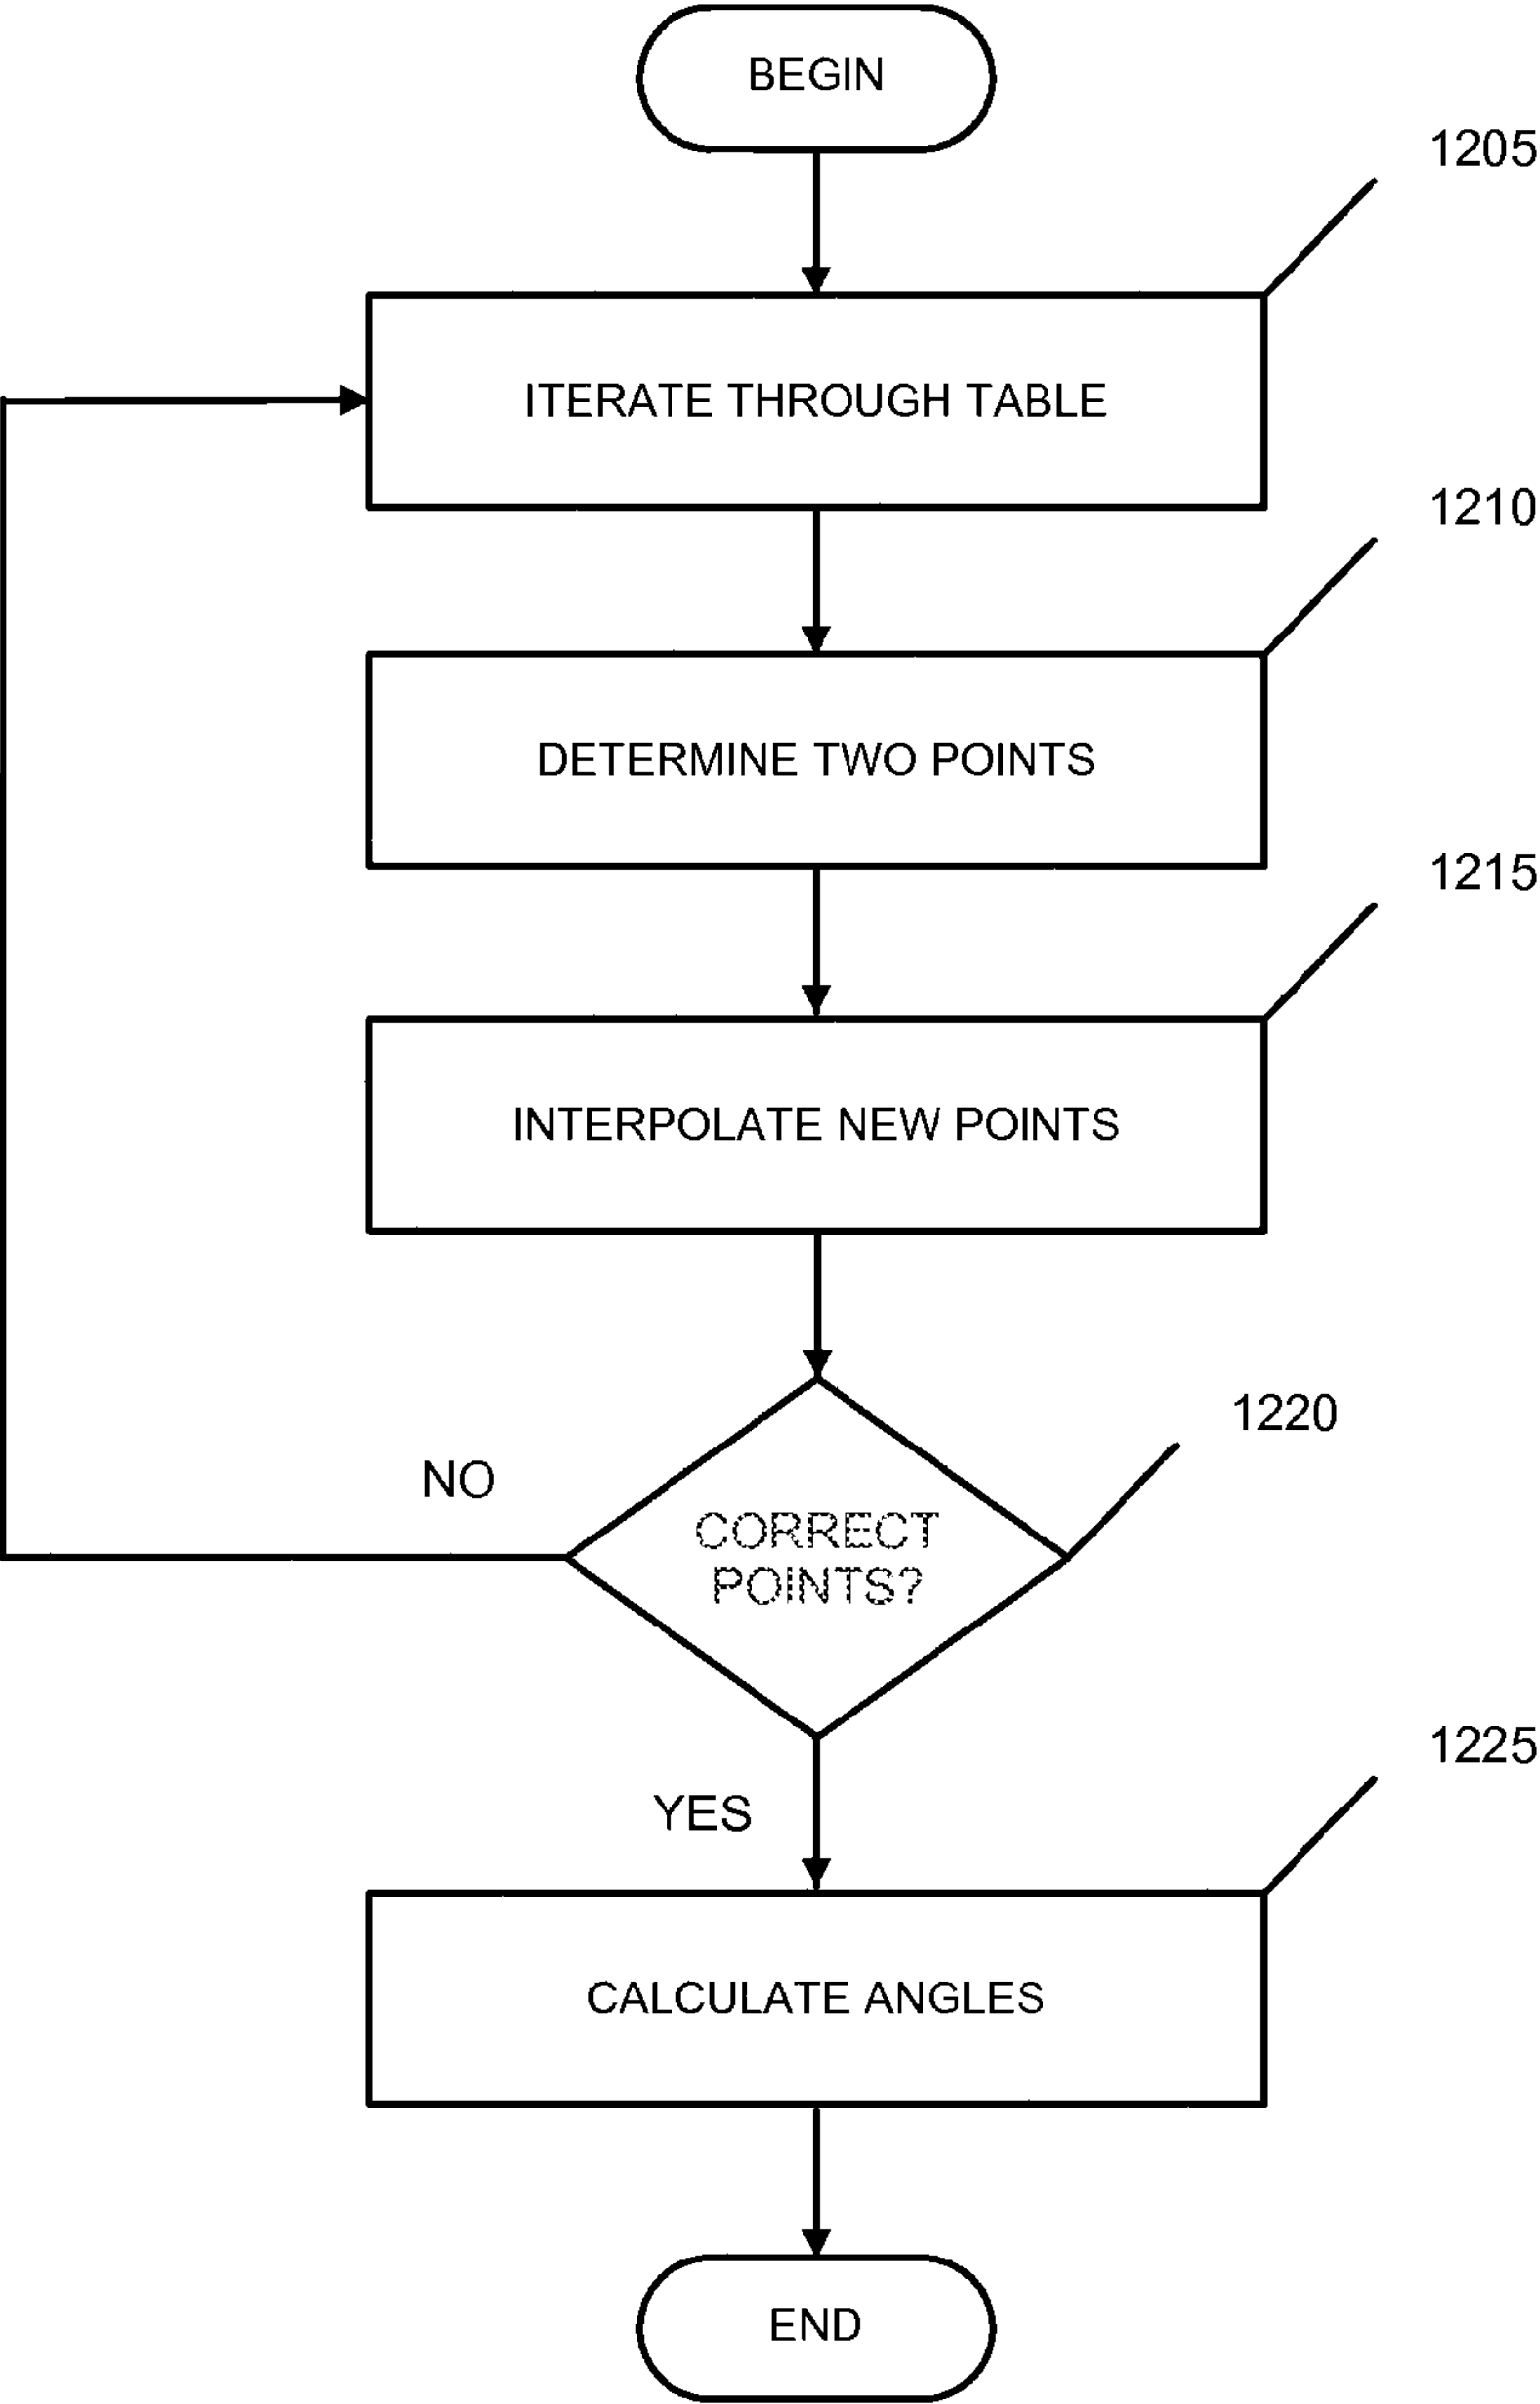 BEGIN
1205
ITERATE THROUGH TABLE
1210
DETERMINE TWO POINTS
1215
INTERPOLATE NEW POINTS
1220
NO
CORRECT
POINTS?
1225
YES
CALCULATE ANGLES
END